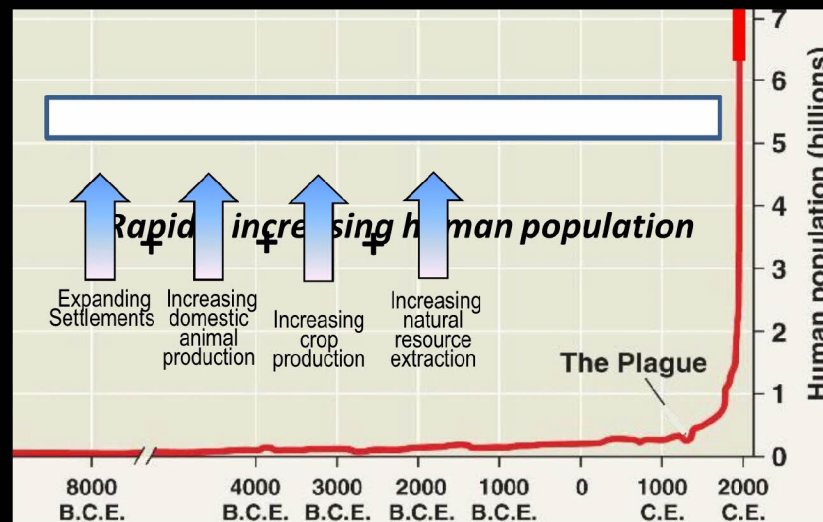 7
6
5
4
3
2
1
0
Human population (billions)
increasing human population
+ + +
Expanding
Settlements
Increasing
domestic
animal
production
Increasing
crop
production
Increasing
natural
resource
extraction
The Plague
8000
B.C.E.
4000
B.C.E.
3000
B.C.E.
2000
B.C.E.
1000
B.C.E.
0
1000
C.E.
2000
C.E.